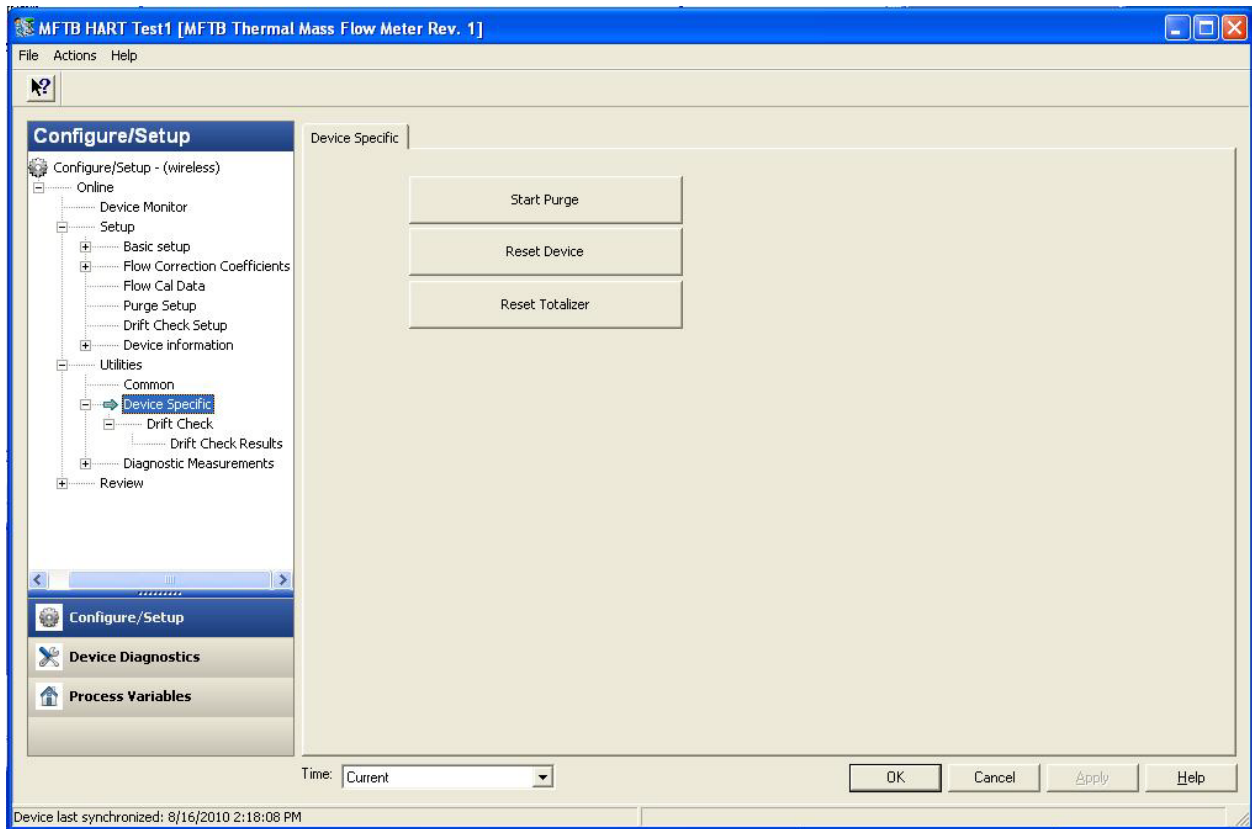 MFTB HART Test1 [MFTB Thermal Mass Flow Meter Rev. 1]
File Actions Help
Configure/Setup
Configure/Setup - (wireless)
Online
Device Monitor
Setup
Basic setup
Flow Correction Coefficients
Flow Cal Data
Purge Setup
Drift Check Setup
Device information
Utilities
Common
Device Specific
Drift Check
Drift Check Results
Diagnostic Measurements
Review
Configure/Setup
Device Diagnostics
Process Variables
Device Specific
Start Purge
Reset Device
Reset Totalizer
Time: Current
OK Cancel Apply Help
Device last synchronized: 8/16/2010 2:18:08 PM